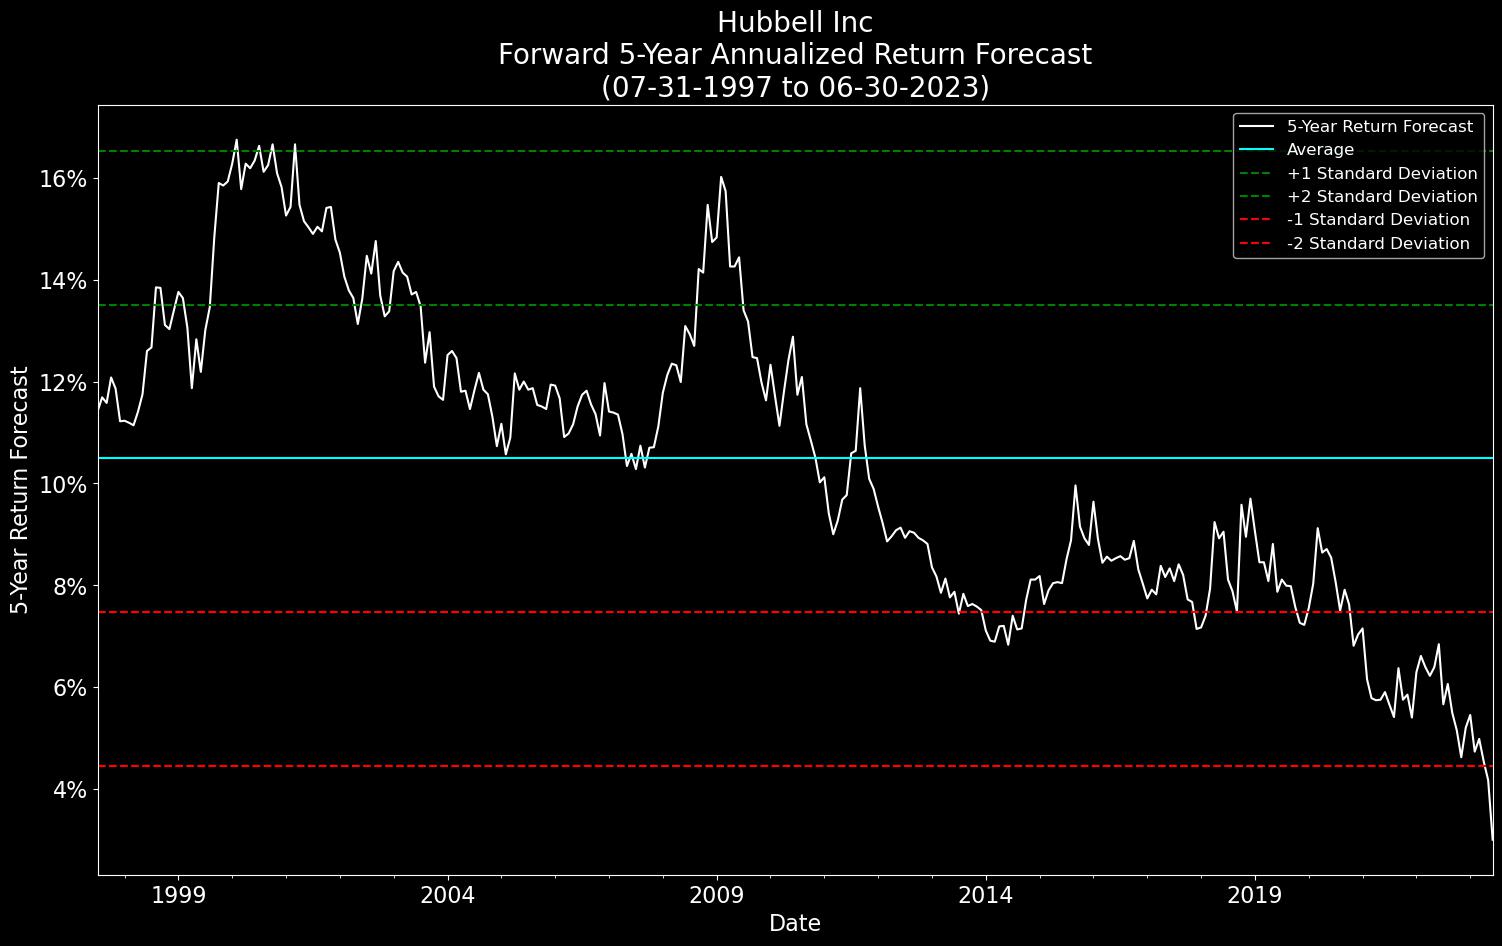 Hubbell Inc
Forward 5-Year Annualized Return Forecast
(07-31-1997 to 06-30-2023)
5-Year Return Forecast
Average
+1 Standard Deviation
+2 Standard Deviation
-1 Standard Deviation
-2 Standard Deviation
16%
14%
12%
10%
8%
6%
4%
5-Year Return Forecast
1999
2004
2009
2014
2019
Date